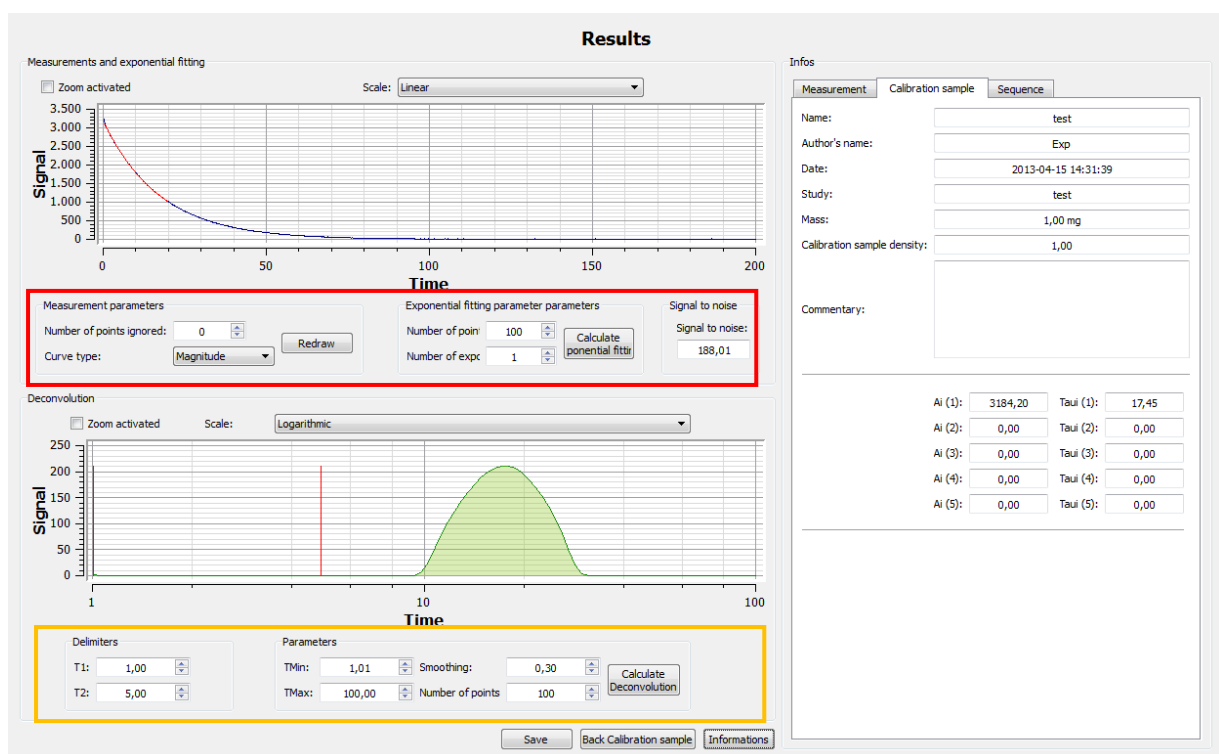 Results
Measurements and exponential fitting
Zoom activated
Scale: Linear
3.500
3.000
2.500
2.000
1.500
1.000
500
0
Signal
0 50 100 150 200
Time
Measurement parameters
Number of points ignored: 0
Curve type: Magnitude
Redraw
Exponential fitting parameter parameters
Number of poin 100
Number of expo 1
Calculate
ponential fittir
Signal to noise
Signal to noise:
188,01
Deconvolution
Zoom activated
Scale: Logarithmic
250
200
150
100
50
0
Signal
1 10 100
Time
Delimiters
T1: 1,00
T2: 5,00
Parameters
TMin: 1,01 Smoothing: 0,30
TMax: 100,00 Number of points 100
Calculate
Deconvolution
Save Back Calibration sample Informations
Infos
Measurement Calibration sample Sequence
Name: test
Author's name: Exp
Date: 2013-04-15 14:31:39
Study: test
Mass: 1,00 mg
Calibration sample density: 1,00
Commentary:
Ai (1): 3184,20 Taui (1): 17,45
Ai (2): 0,00 Taui (2): 0,00
Ai (3): 0,00 Taui (3): 0,00
Ai (4): 0,00 Taui (4): 0,00
Ai (5): 0,00 Taui (5): 0,00